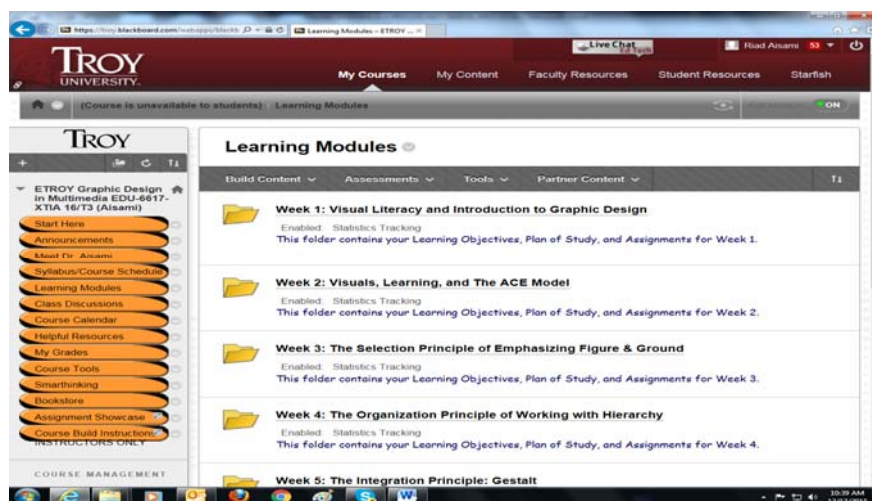 https://troy.blackboard.com/webapps/blackb
Learning Modules – ETROY ...
Live Chat
Ed Tech
Riad Aisami 53
TROY
UNIVERSITY.
My Courses
My Content
Faculty Resources
Student Resources
Starfish
(Course is unavailable to students)
Learning Modules
ON
TROY
ETROY Graphic Design
in Multimedia EDU-6617-
XTIA 16/T3 (Aisami)
Start Here
Announcements
Meet Dr. Aisami
Syllabus/Course Schedule
Learning Modules
Class Discussions
Course Calendar
Helpful Resources
My Grades
Course Tools
Smarthinking
Bookstore
Assignment Showcase
Course Build Instructions
INSTRUCTORS ONLY
COURSE MANAGEMENT
Learning Modules
Build Content
Assessments
Tools
Partner Content
Week 1: Visual Literacy and Introduction to Graphic Design
Enabled: Statistics Tracking
This folder contains your Learning Objectives, Plan of Study, and Assignments for Week 1.
Week 2: Visuals, Learning, and The ACE Model
Enabled: Statistics Tracking
This folder contains your Learning Objectives, Plan of Study, and Assignments for Week 2.
Week 3: The Selection Principle of Emphasizing Figure & Ground
Enabled: Statistics Tracking
This folder contains your Learning Objectives, Plan of Study, and Assignments for Week 3.
Week 4: The Organization Principle of Working with Hierarchy
Enabled: Statistics Tracking
This folder contains your Learning Objectives, Plan of Study, and Assignments for Week 4.
Week 5: The Integration Principle: Gestalt
10:39 AM